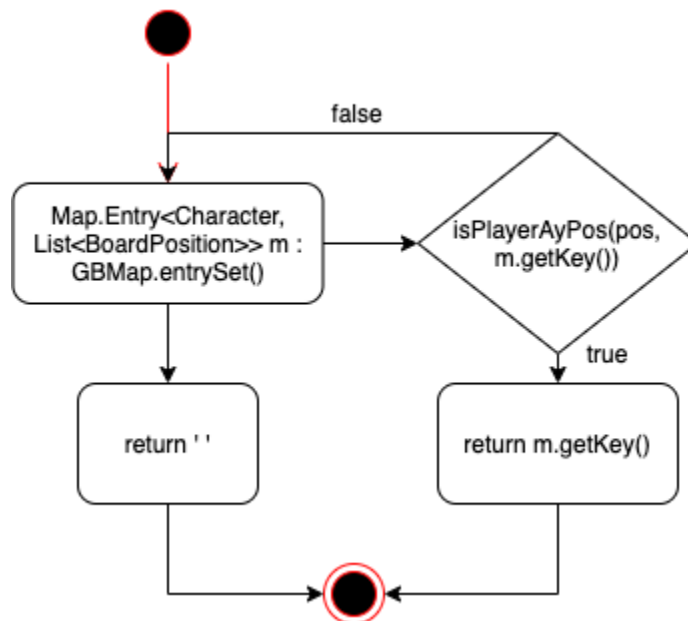 false
Map.Entry<Character,
List<BoardPosition>> m :
GBMap.entrySet()
isPlayerAyPos(pos,
m.getKey())
true
return ' '
return m.getKey()